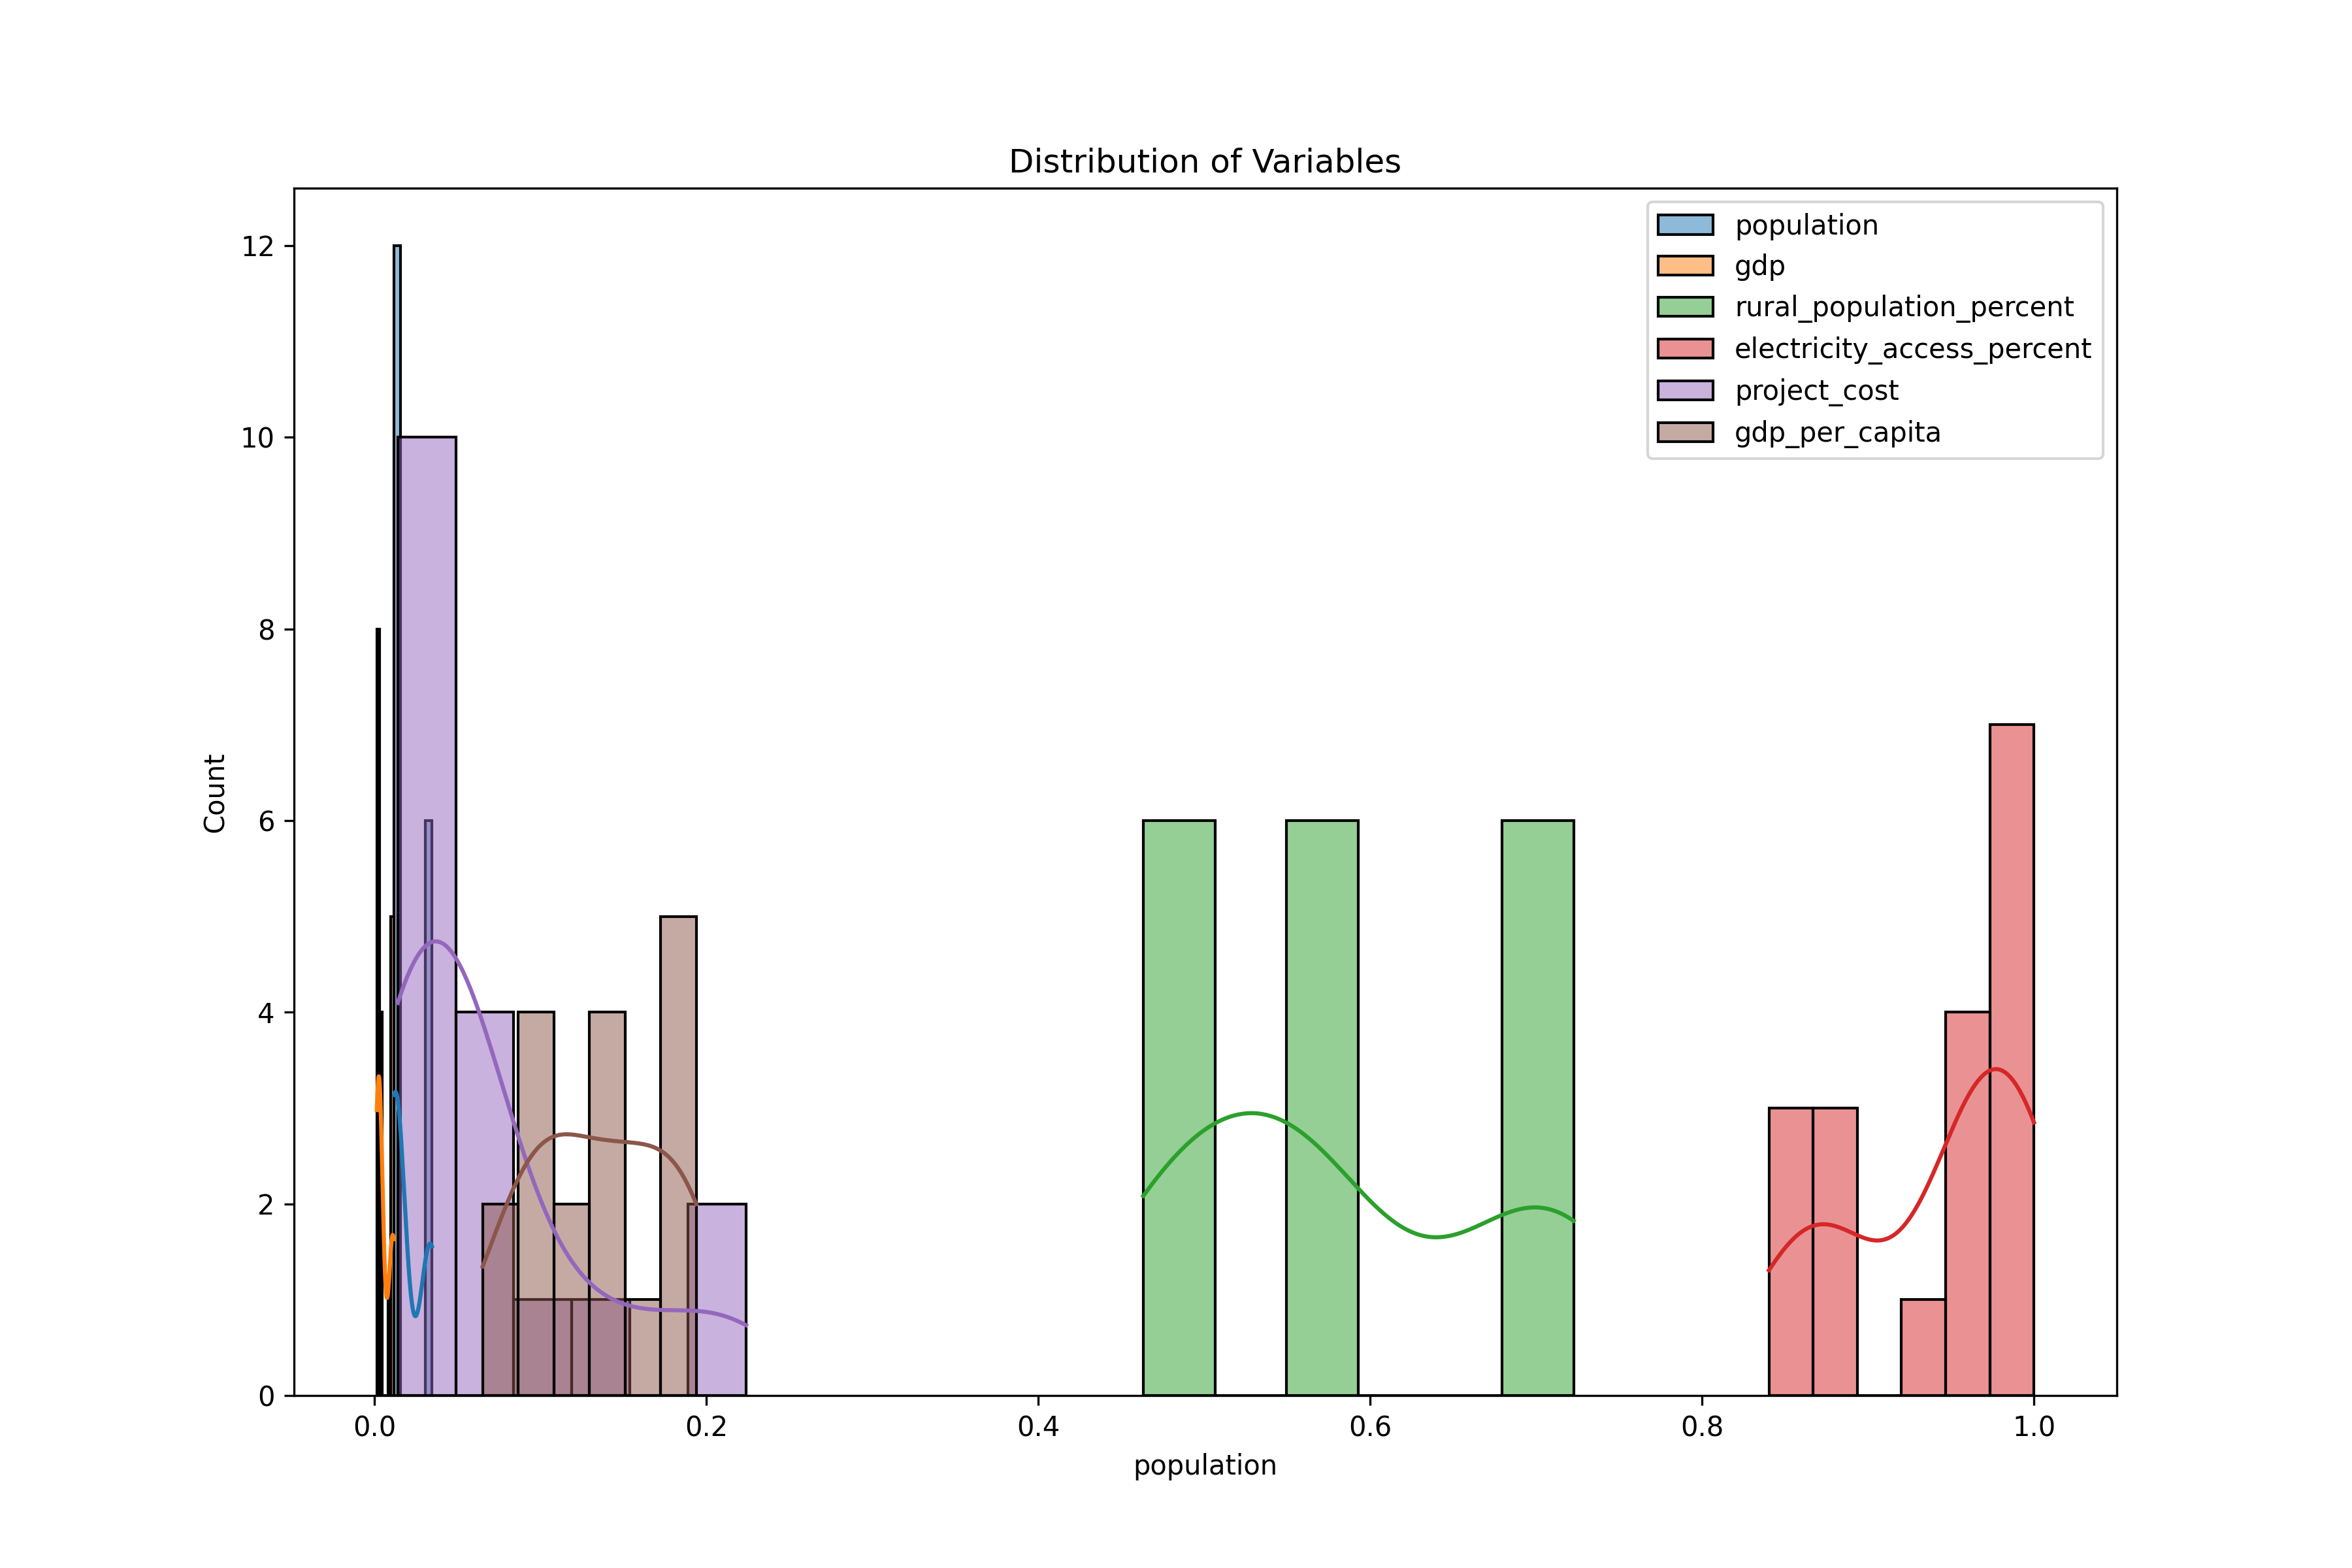 Distribution of Variables
population
gdp
rural_population_percent
electricity_access_percent
project_cost
gdp_per_capita
Count
12
10
8
6
4
2
0
0.0 0.2 0.4 0.6 0.8 1.0
population